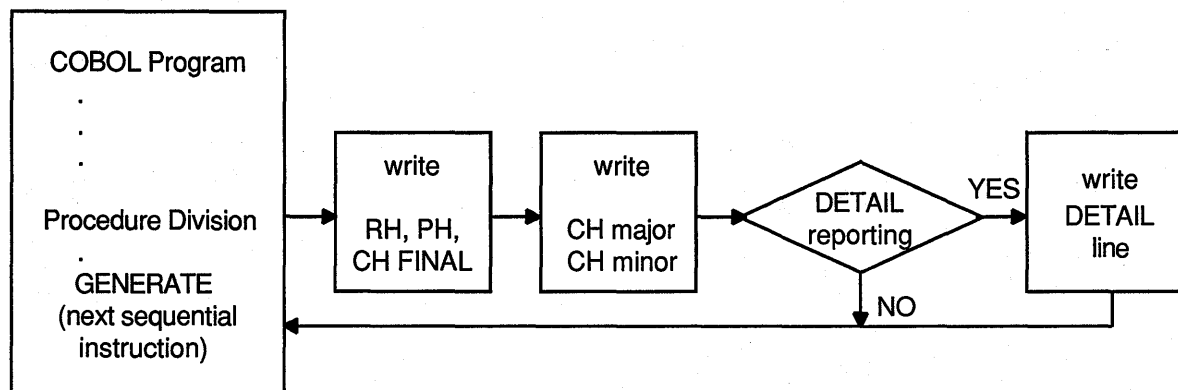 COBOL Program
.
.
.
.
Procedure Division
.
GENERATE
(next sequential
instruction)
write
RH, PH,
CH FINAL
write
CH major
CH minor
DETAIL
reporting
YES
NO
write
DETAIL
line